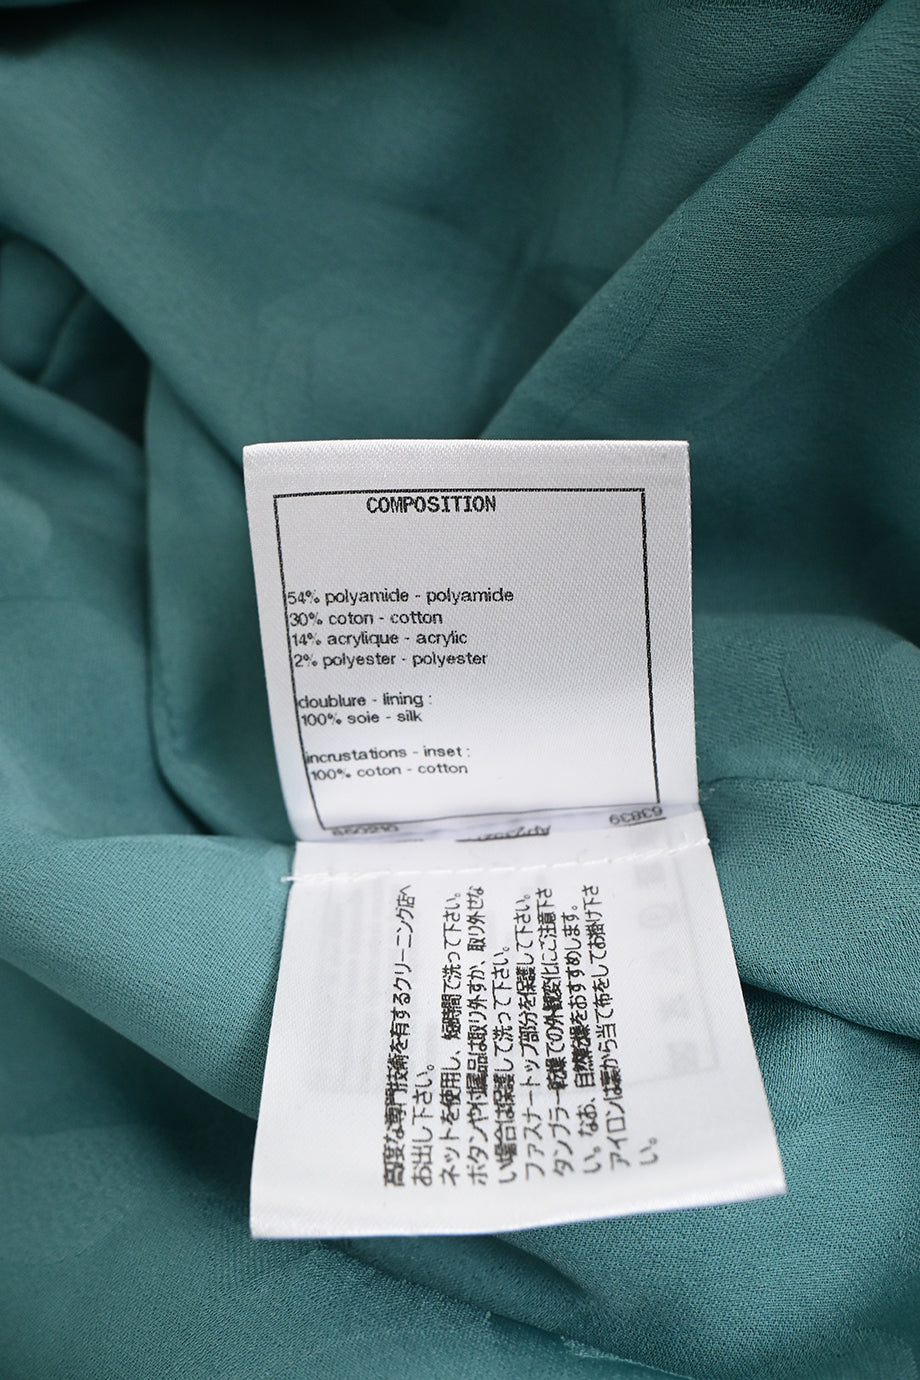 COMPOSITION
54% polyamide - polyamide
30% coton - cotton
14% acrylique - acrylic
2% polyester - polyester
doublure - lining :
100% soie - silk
incrustations - inset :
100% coton - cotton
63839
高度な専門技術を有するクリーニング店へ
お出し下さい。
ネットを使用し、短時間で洗って下さい。
ボタンや付属品は取り外すか、取り外せな
い場合は保護して洗って下さい。
ファスナートップ部分を保護して下さい。
タンブラー乾燥での外観変化にご注意下さ
い。なお、自然乾燥をおすすめします。
アイロンは裏から当て布をしてお掛け下さ
い。